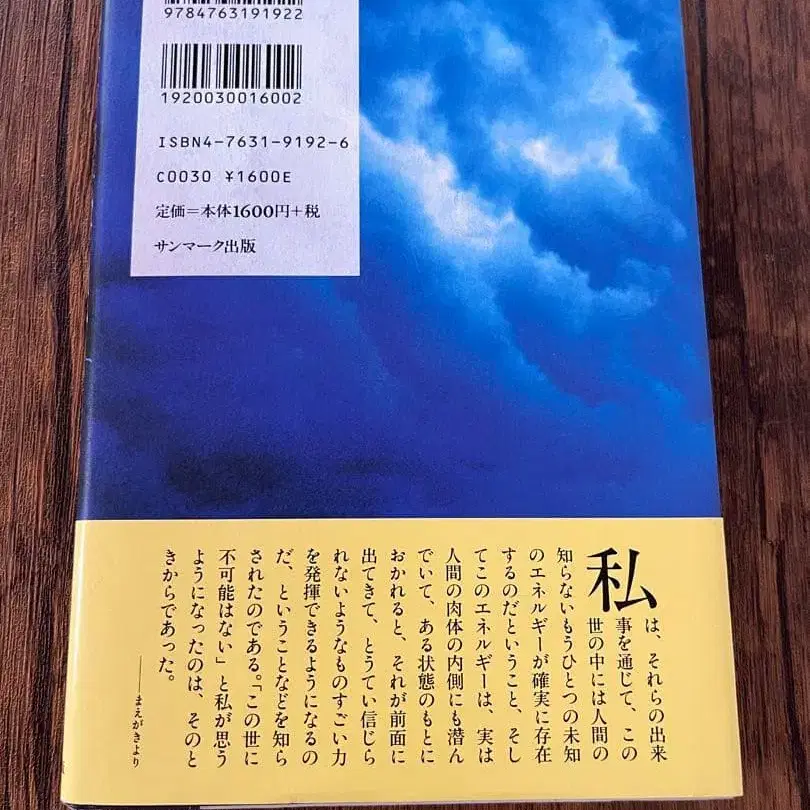 9784763191922
1920030016002
ISBN4-7631-9192-6
C0030 ¥1600E
定価=本体1600円+税
サンマーク出版
私は、それらの出来
事を通じて、この
世の中には人間の
知らないもうひとつの未知
のエネルギーが確実に存在
するのだということ、そし
てこのエネルギーは、実は
人間の肉体の内側にも潜ん
でいて、ある状態のもとに
おかれると、それが前面に
出てきて、とうてい信じら
れないようなものすごい力
を発揮できるようになるの
だ、ということなどを知ら
されたのである。「この世に
不可能はない」と私が思う
ようになったのは、そのと
きからであった。
——まえがきより